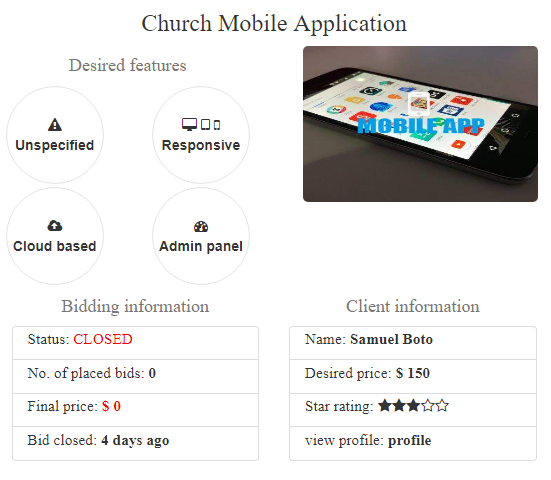 Church Mobile Application
Desired features
Unspecified
Responsive
Cloud based
Admin panel
MOBILE APP
Bidding information
Status: CLOSED
No. of placed bids: 0
Final price: $ 0
Bid closed: 4 days ago
Client information
Name: Samuel Boto
Desired price: $ 150
Star rating:
view profile: profile